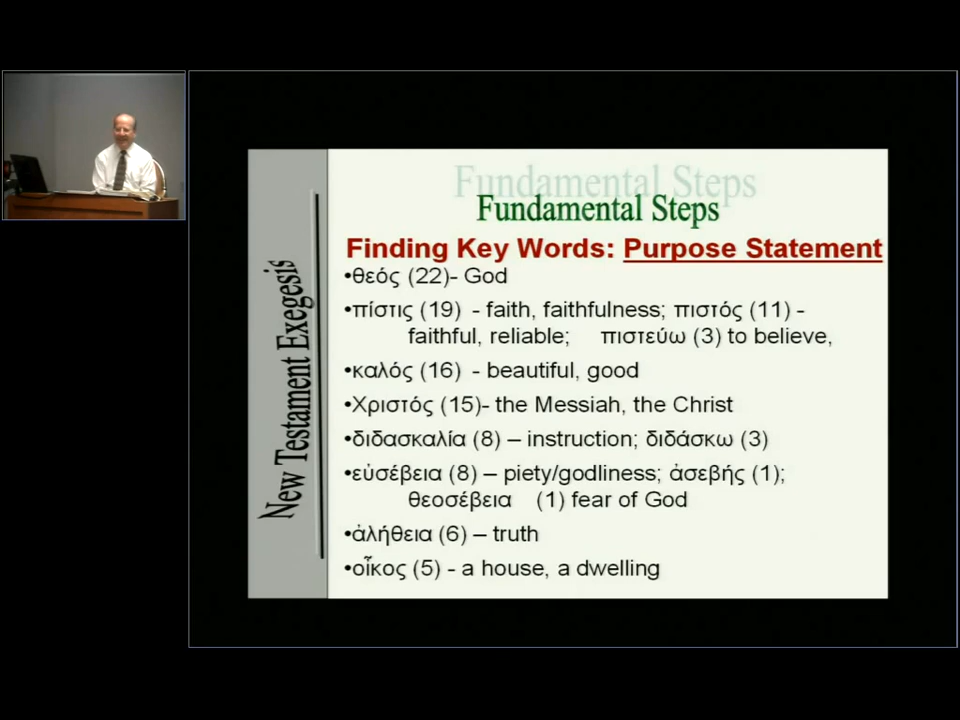 New Testament Exegesis
Fundamental Steps
Fundamental Steps
Finding Key Words: Purpose Statement
•θεός (22)- God
•πίστις (19) - faith, faithfulness; πιστός (11) -
faithful, reliable; πιστεύω (3) to believe,
•καλός (16) - beautiful, good
•Χριστός (15)- the Messiah, the Christ
•διδασκαλία (8) – instruction; διδάσκω (3)
•εὐσέβεια (8) – piety/godliness; ἀσεβής (1);
θεοσέβεια (1) fear of God
•ἀλήθεια (6) – truth
•οἶκος (5) - a house, a dwelling